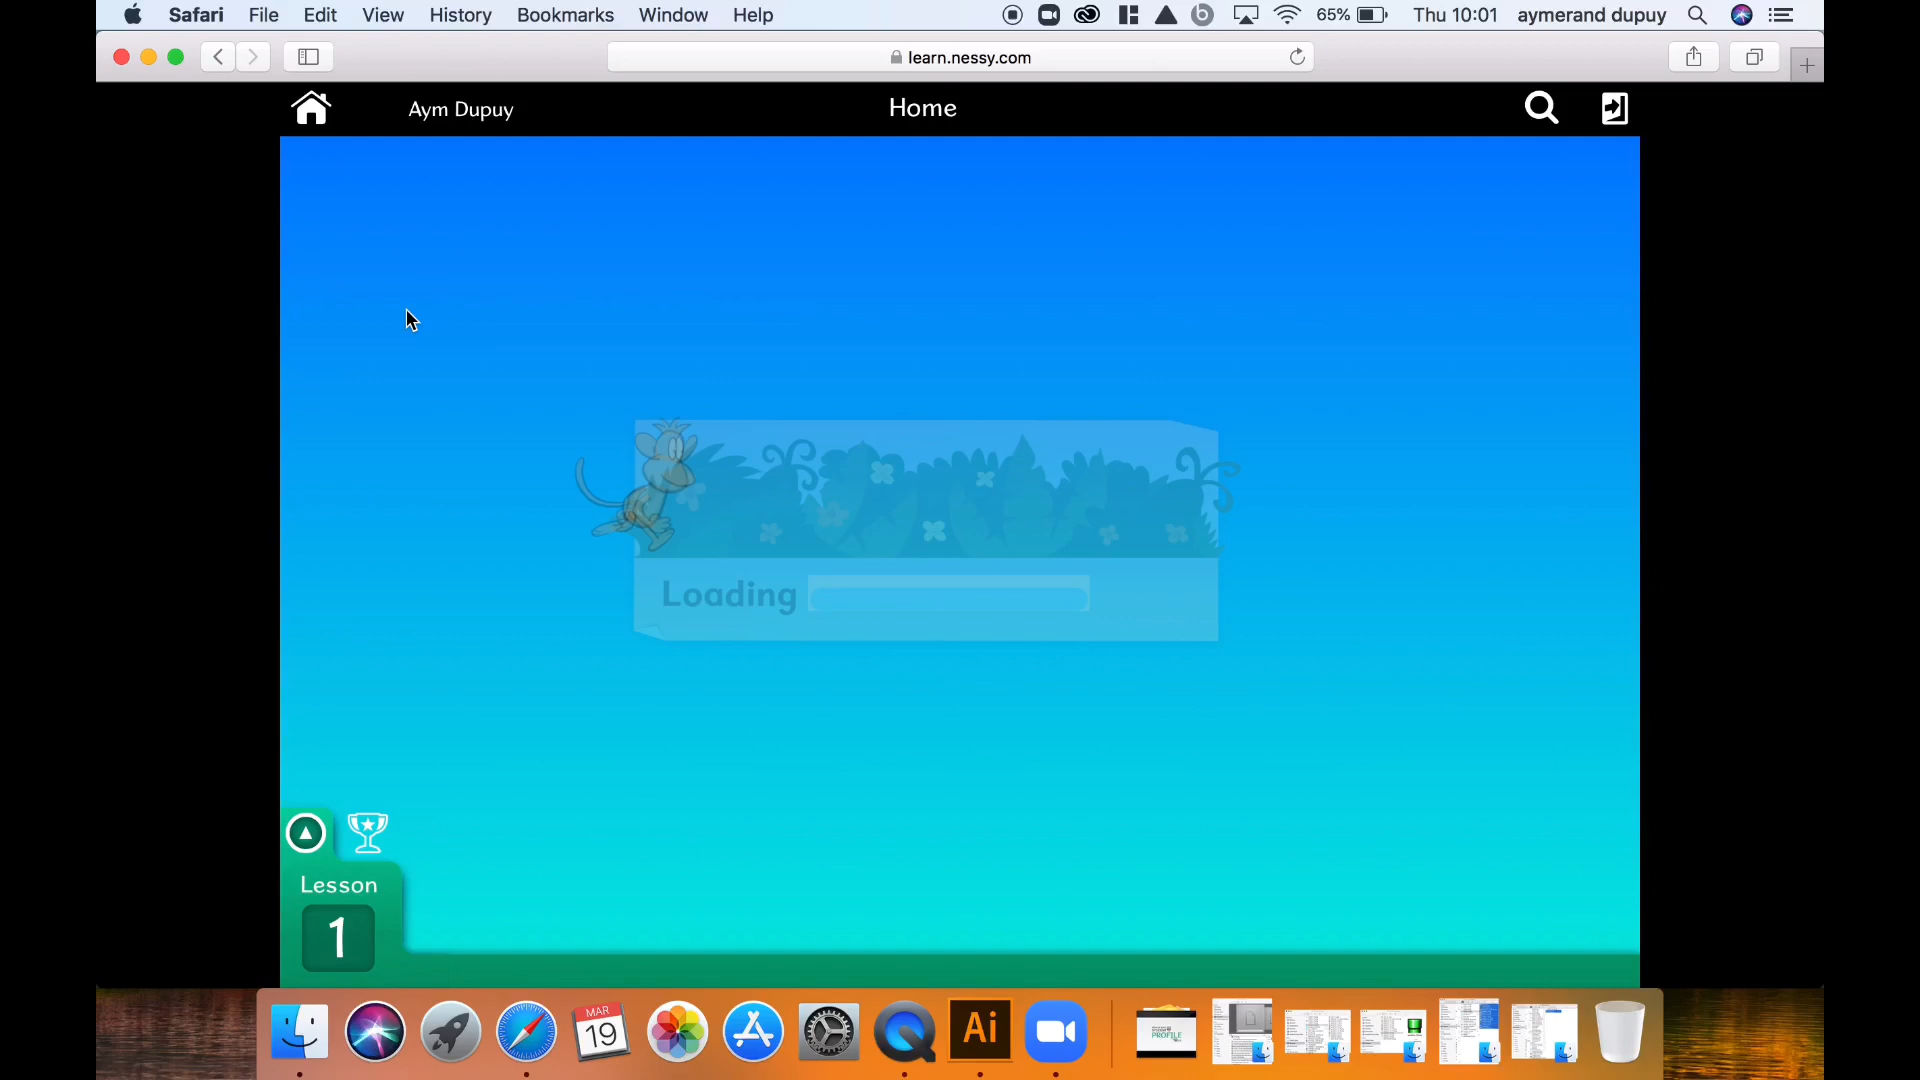 Safari File Edit View History Bookmarks Window Help 65% Thu 10:01 aymerand dupuy
learn.nessy.com
Aym Dupuy Home
Loading
Lesson
1
MAR
19
Ai
PROFILE